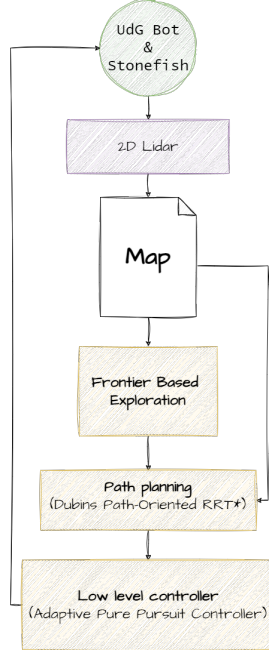 UdG Bot
&
Stonefish
2D Lidar
Map
Frontier Based
Exploration
Path planning
(Dubins Path-Oriented RRT*)
Low level controller
(Adaptive Pure Pursuit Controller)